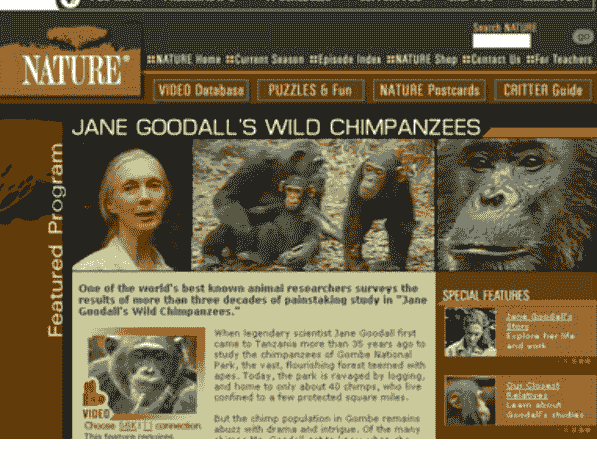 Search NATURE
go
NATURE
NATURE Home Current Season Episode Index NATURE Shop Contact Us For Teachers
VIDEO Database PUZZLES & Fun NATURE Postcards CRITTER Guide
JANE GOODALL'S WILD CHIMPANZEES
Featured Program
One of the world's best known animal researchers surveys the
results of more than three decades of painstaking study in "Jane
Goodall's Wild Chimpanzees."
When legendary scientist Jane Goodall first
came to Tanzania more than 35 years ago to
study the chimpanzees of Gombe National
Park, the vast, flourishing forest teemed with
apes. Today, the park is ravaged by logging,
and home to only about 40 chimps, who live
confined to a few protected square miles.
But the chimp population in Gombe remains
abuzz with drama and intrigue. Of the many
VIDEO
Choose 56K connection
This feature requires
SPECIAL FEATURES
Jane Goodall's
Story
Explore her life
and work
Our Closest
Relatives
Learn about
Goodall's studies